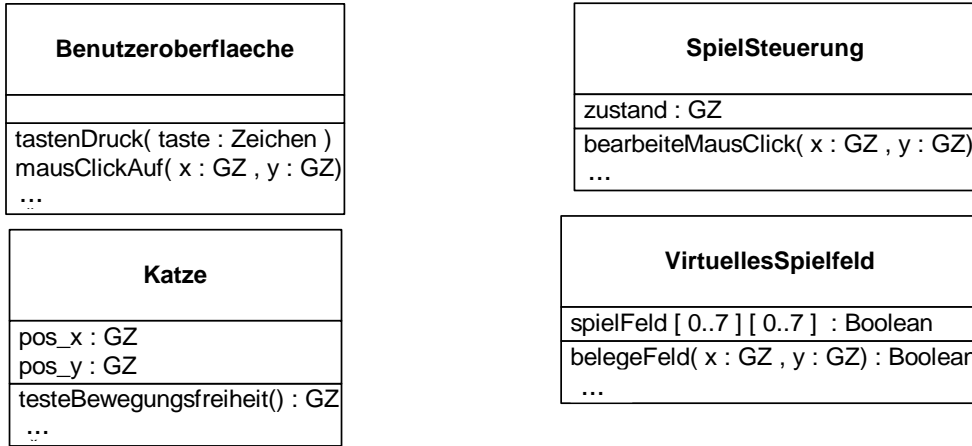 Benutzeroberflaeche
tastenDruck( taste : Zeichen )
mausClickAuf( x : GZ , y : GZ)
...
SpielSteuerung
zustand : GZ
bearbeiteMausClick( x : GZ , y : GZ)
...
Katze
pos_x : GZ
pos_y : GZ
testeBewegungsfreiheit() : GZ
...
VirtuellesSpielfeld
spielFeld [ 0..7 ] [ 0..7 ] : Boolean
belegeFeld( x : GZ , y : GZ) : Boolean
...